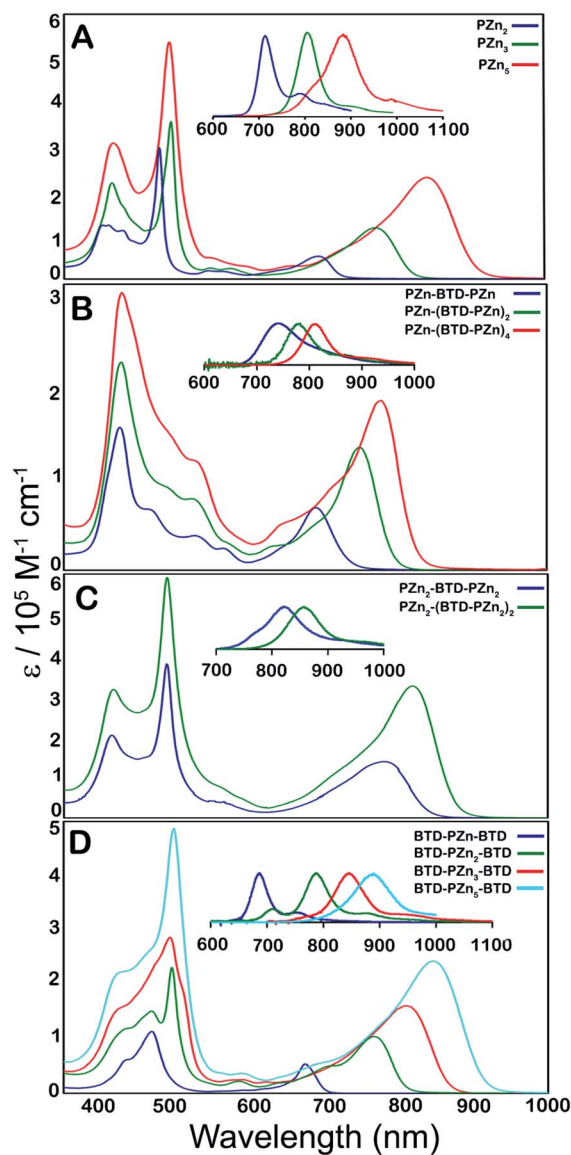 A
PZn2
PZn3
PZn5
6
5
4
3
2
1
0
600 700 800 900 1000 1100
B
PZn-BTD-PZn
PZn-(BTD-PZn)2
PZn-(BTD-PZn)4
3
2
1
0
600 700 800 900 1000
C
PZn2-BTD-PZn2
PZn2-(BTD-PZn2)2
6
5
4
3
2
1
0
700 800 900 1000
D
BTD-PZn-BTD
BTD-PZn2-BTD
BTD-PZn3-BTD
BTD-PZn5-BTD
5
4
3
2
1
0
600 700 800 900 1000 1100
ε / 10⁵ M⁻¹ cm⁻¹
400 500 600 700 800 900 1000
Wavelength (nm)